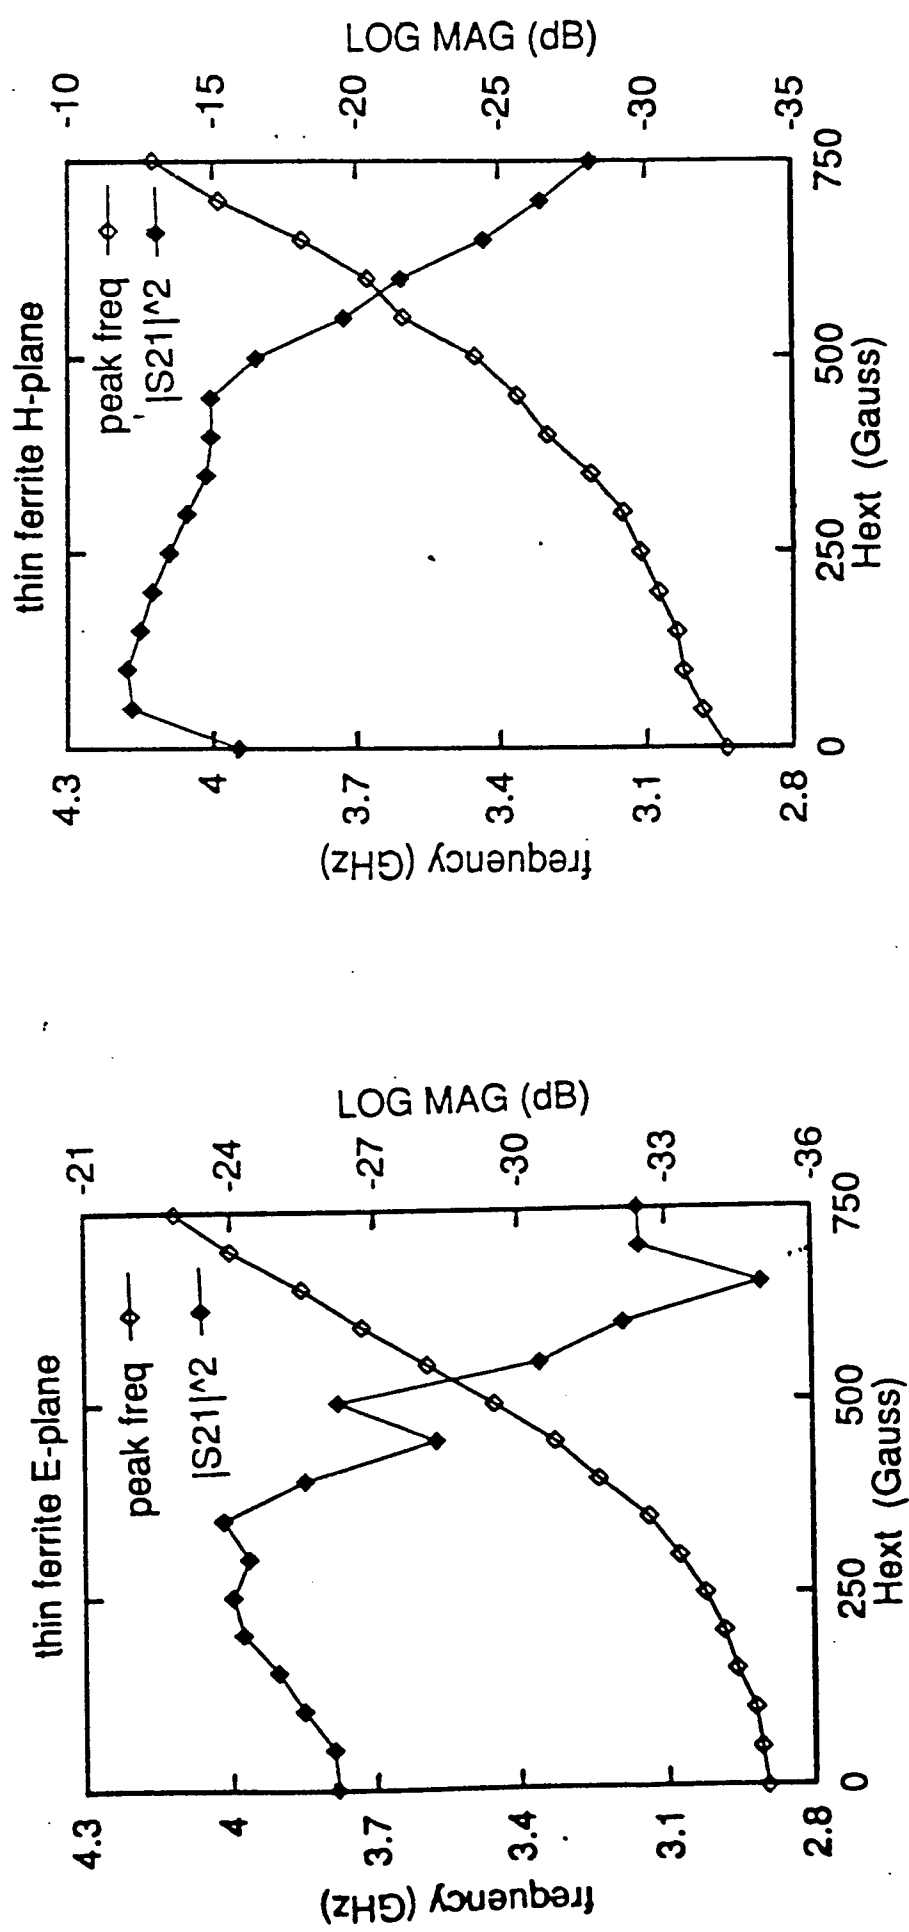 thin ferrite E-plane
peak freq
|S21|^2
4.3
4
3.7
3.4
3.1
2.8
frequency (GHz)
-21
-24
-27
-30
-33
-36
LOG MAG (dB)
0
250
500
750
Hext (Gauss)
thin ferrite H-plane
peak freq
|S21|^2
4.3
4
3.7
3.4
3.1
2.8
frequency (GHz)
-10
-15
-20
-25
-30
-35
LOG MAG (dB)
0
250
500
750
Hext (Gauss)